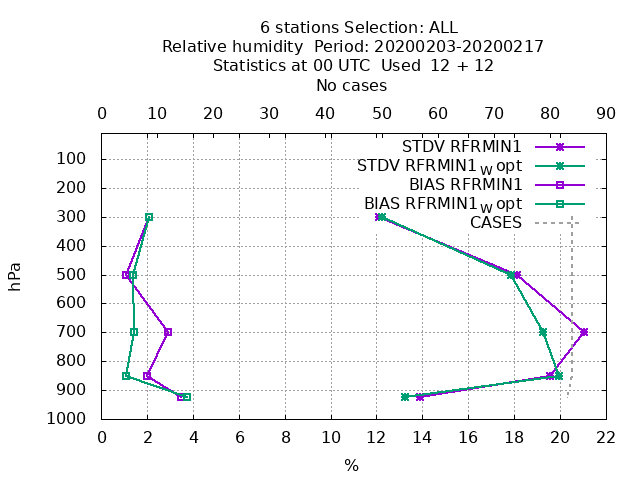 6 stations Selection: ALL
Relative humidity  Period: 20200203-20200217
Statistics at 00 UTC  Used  12 + 12
No cases
0 10 20 30 40 50 60 70 80 90
STDV RFRMIN1
STDV RFRMIN1W opt
BIAS RFRMIN1
BIAS RFRMIN1W opt
CASES
hPa
100
200
300
400
500
600
700
800
900
1000
0 2 4 6 8 10 12 14 16 18 20 22
%